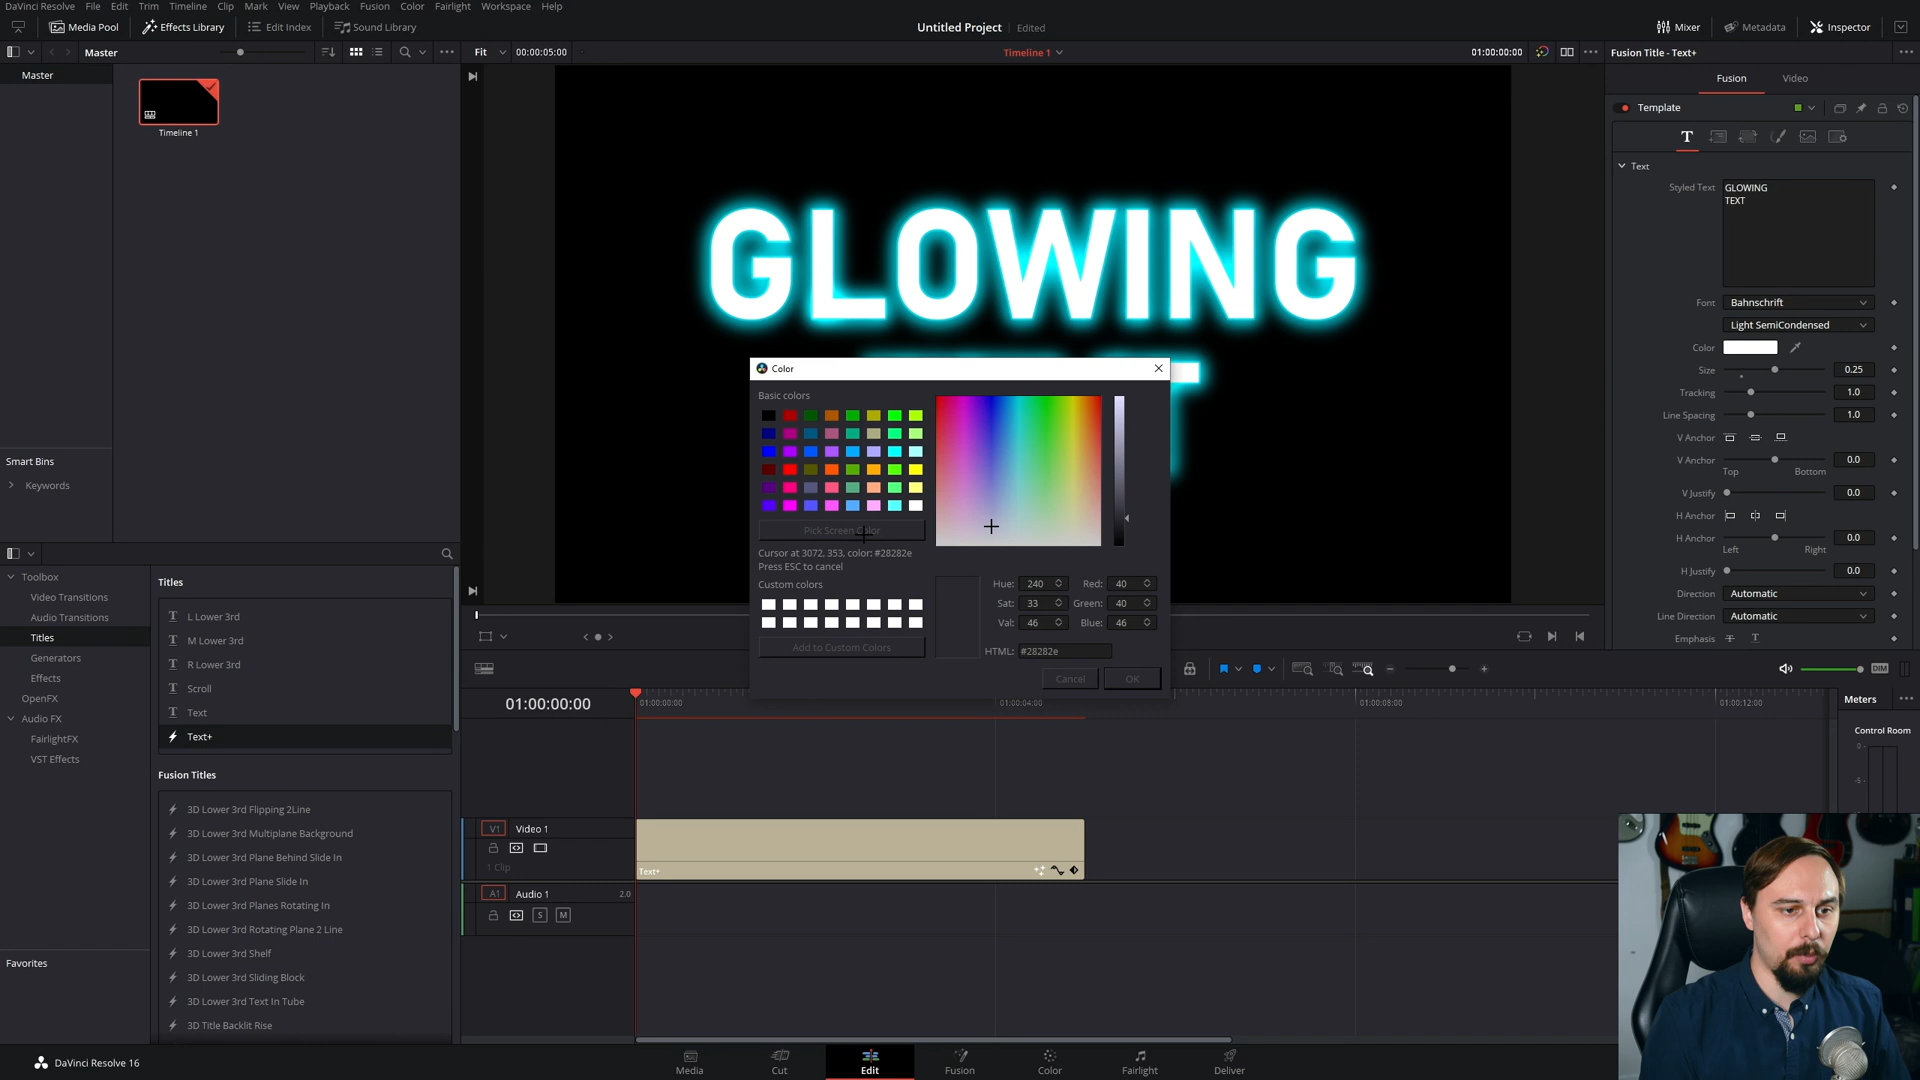 DaVinci Resolve File Edit Trim Timeline Clip Mark View Playback Fusion Color Fairlight Workspace Help
Media Pool Effects Library Edit Index Sound Library Untitled Project Edited Mixer Metadata Inspector
Master Fit 00:00:05:00 Timeline 1 01:00:00:00 Fusion Title - Text+
Master
Timeline 1
Smart Bins
Keywords
GLOWING
Fusion Video
Template
Text
Styled Text GLOWING
TEXT
Font Bahnschrift
Light SemiCondensed
Color
Size 0.25
Tracking 1.0
Line Spacing 1.0
V Anchor
V Anchor 0.0
Top Bottom
V Justify 0.0
H Anchor
H Anchor 0.0
Left Right
H Justify 0.0
Direction Automatic
Line Direction Automatic
Emphasis
Color
Basic colors
Pick Screen Color
Cursor at 3072, 353, color: #28282e
Press ESC to cancel
Custom colors
Add to Custom Colors
Hue: 240 Red: 40
Sat: 33 Green: 40
Val: 46 Blue: 46
HTML: #28282e
Cancel OK
Toolbox
Video Transitions
Audio Transitions
Titles
Generators
Effects
OpenFX
Audio FX
FairlightFX
VST Effects
Favorites
Titles
L Lower 3rd
M Lower 3rd
R Lower 3rd
Scroll
Text
Text+
Fusion Titles
3D Lower 3rd Flipping 2Line
3D Lower 3rd Multiplane Background
3D Lower 3rd Plane Behind Slide In
3D Lower 3rd Plane Slide In
3D Lower 3rd Planes Rotating In
3D Lower 3rd Rotating Plane 2 Line
3D Lower 3rd Shelf
3D Lower 3rd Sliding Block
3D Lower 3rd Text In Tube
3D Title Backlit Rise
DIM
01:00:00:00 01:00:00:00 01:00:04:00 01:00:08:00 01:00:12:00
V1 Video 1
1 Clip
Text+
A1 Audio 1 2.0
S M
Meters
Control Room
0
-5
DaVinci Resolve 16
Media Cut Edit Fusion Color Fairlight Deliver